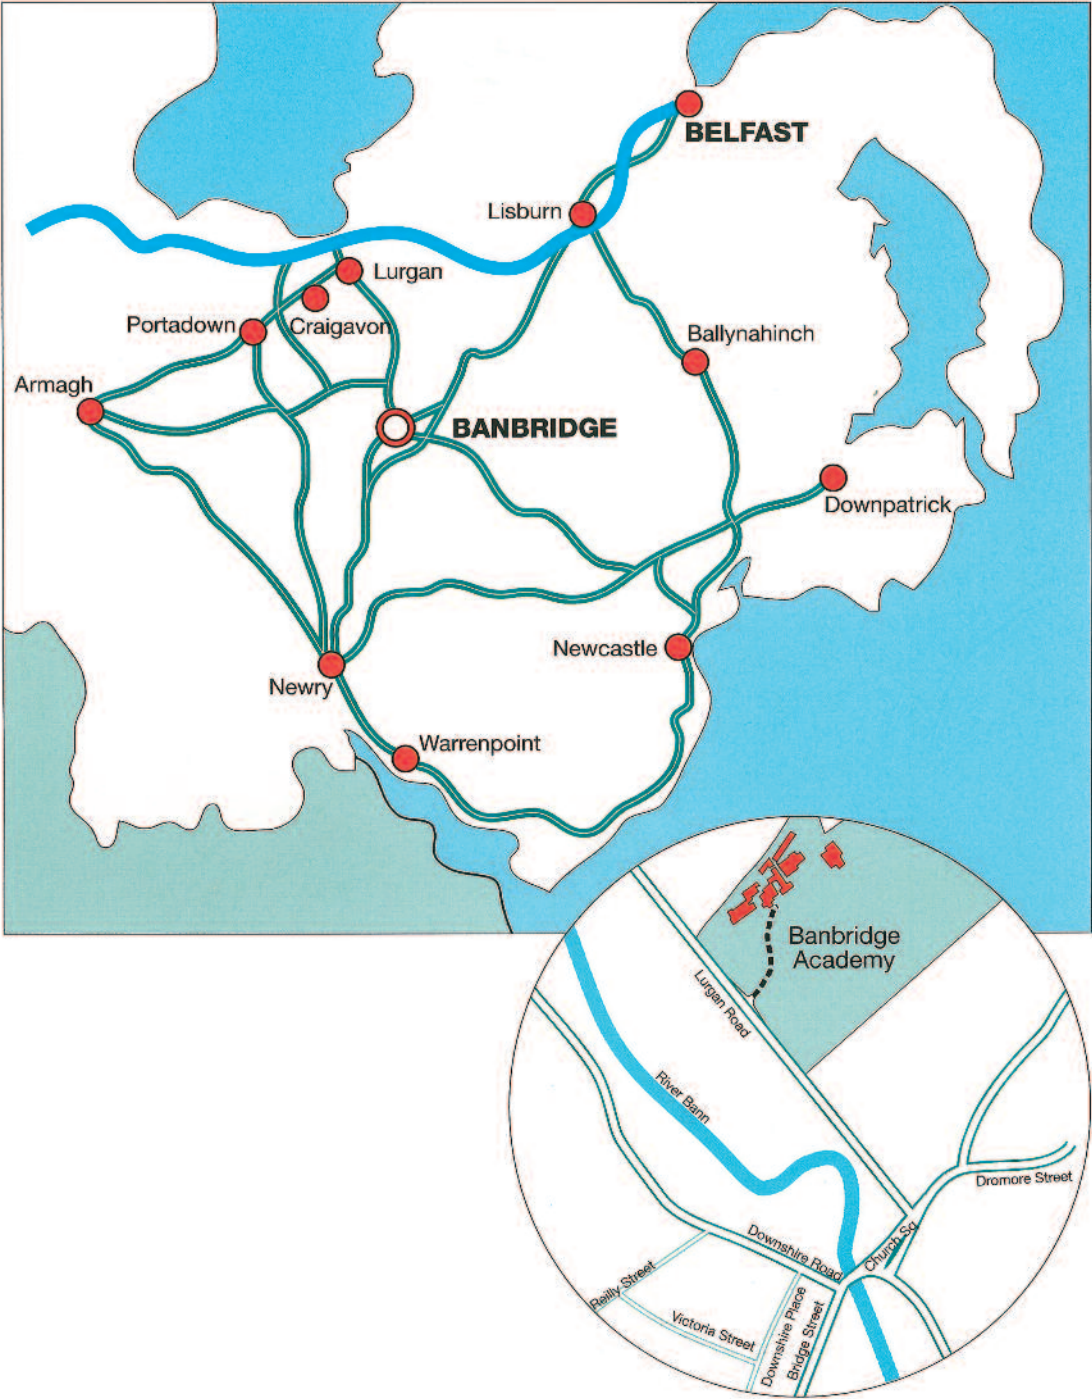 BELFAST
Lisburn
Lurgan
Portadown
Craigavon
Ballynahinch
Armagh
BANBRIDGE
Downpatrick
Newcastle
Newry
Warrenpoint
Banbridge
Academy
Lurgan Road
River Bann
Dromore Street
Church Sq
Downshire Road
Reilly Street
Victoria Street
Downshire Place
Bridge Street